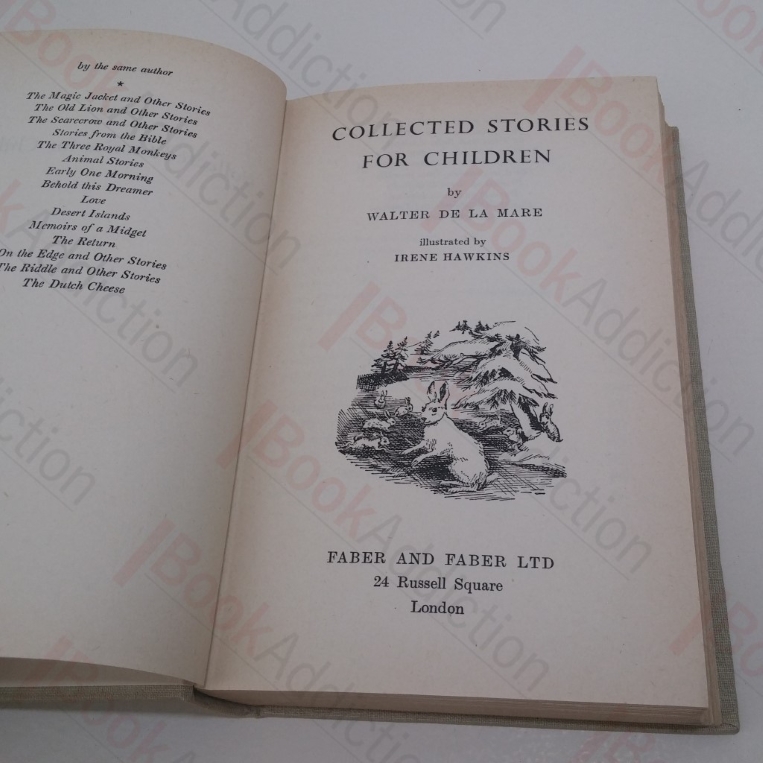 by the same author
*
The Magic Jacket and Other Stories
The Old Lion and Other Stories
The Scarecrow and Other Stories
Stories from the Bible
The Three Royal Monkeys
Animal Stories
Early One Morning
Behold this Dreamer
Love
Desert Islands
Memoirs of a Midget
The Return
On the Edge and Other Stories
The Riddle and Other Stories
The Dutch Cheese
COLLECTED STORIES
FOR CHILDREN
by
WALTER DE LA MARE
illustrated by
IRENE HAWKINS
FABER AND FABER LTD
24 Russell Square
London
BookAddiction